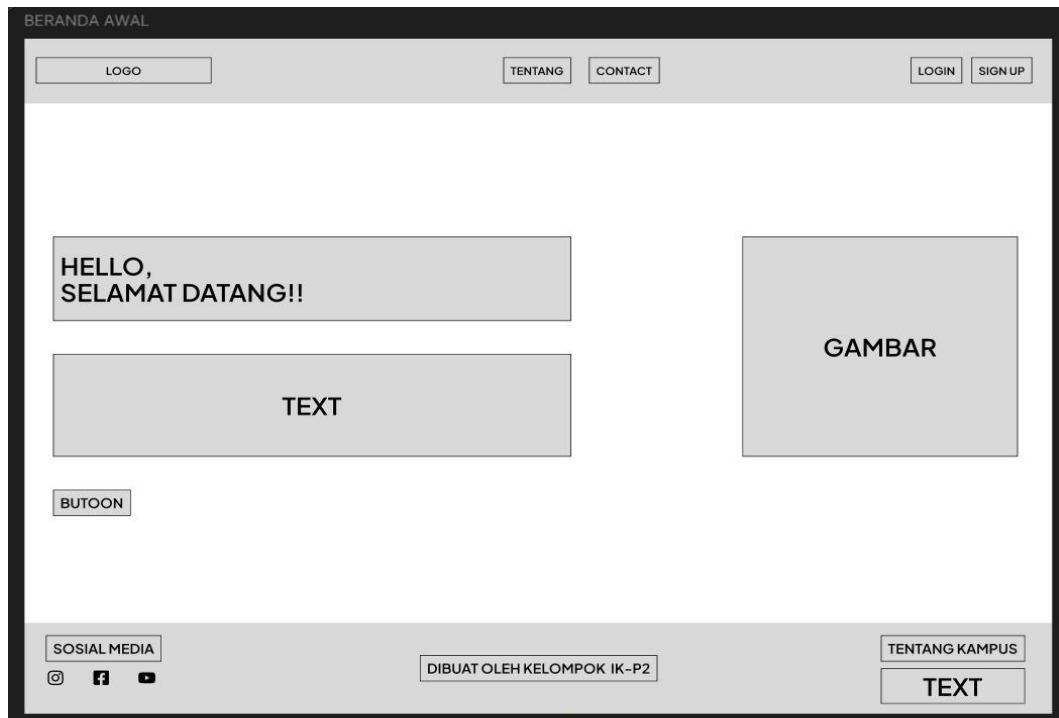 BERANDA AWAL
LOGO
TENTANG
CONTACT
LOGIN
SIGN UP
HELLO,
SELAMAT DATANG!!
TEXT
GAMBAR
BUTOON
SOSIAL MEDIA
DIBUAT OLEH KELOMPOK IK-P2
TENTANG KAMPUS
TEXT